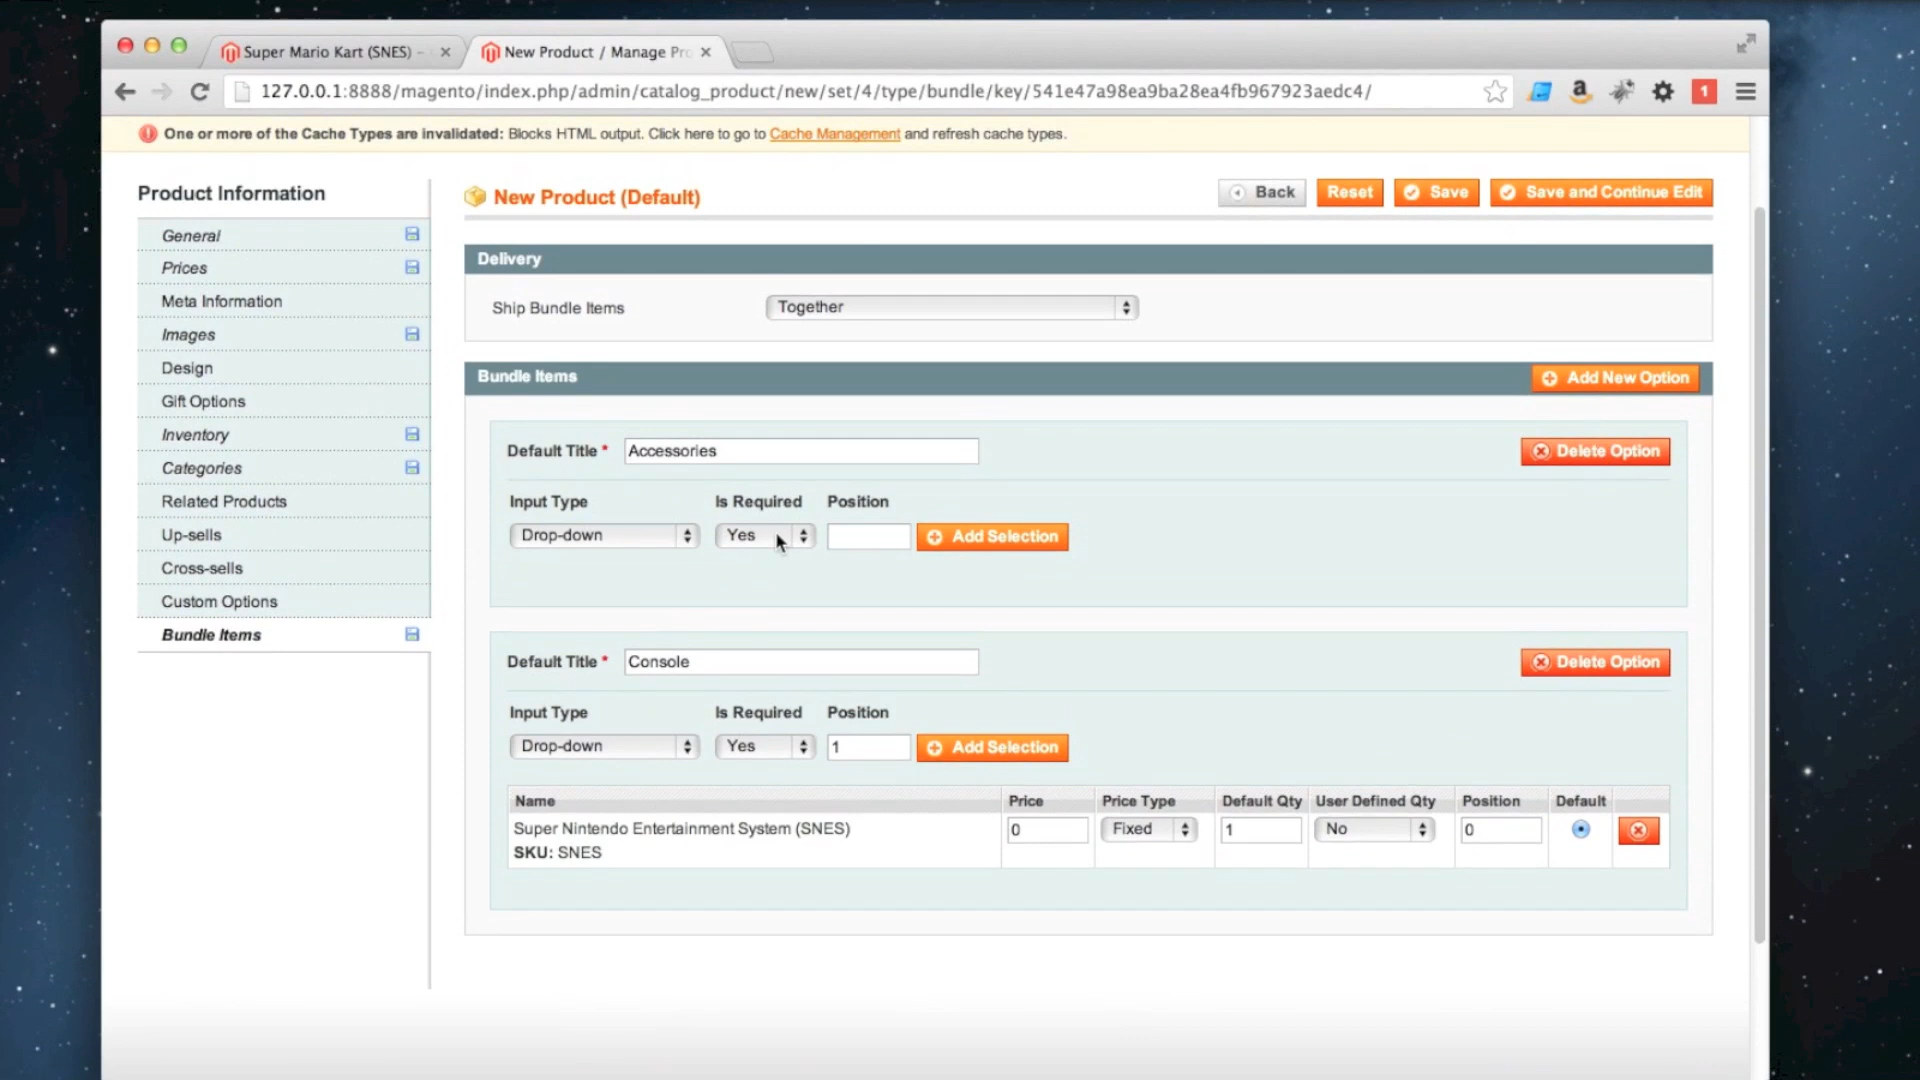 Super Mario Kart (SNES) –
New Product / Manage Pro
127.0.0.1:8888/magento/index.php/admin/catalog_product/new/set/4/type/bundle/key/541e47a98ea9ba28ea4fb967923aedc4/
1
One or more of the Cache Types are invalidated: Blocks HTML output. Click here to go to Cache Management and refresh cache types.
Product Information
General
Prices
Meta Information
Images
Design
Gift Options
Inventory
Categories
Related Products
Up-sells
Cross-sells
Custom Options
Bundle Items
New Product (Default)
Back
Reset
Save
Save and Continue Edit
Delivery
Ship Bundle Items
Together
Bundle Items
Add New Option
Default Title *
Accessories
Delete Option
Input Type
Is Required
Position
Drop-down
Yes
Add Selection
Default Title *
Console
Delete Option
Input Type
Is Required
Position
Drop-down
Yes
1
Add Selection
Name
Price
Price Type
Default Qty
User Defined Qty
Position
Default
Super Nintendo Entertainment System (SNES)
SKU: SNES
0
Fixed
1
No
0